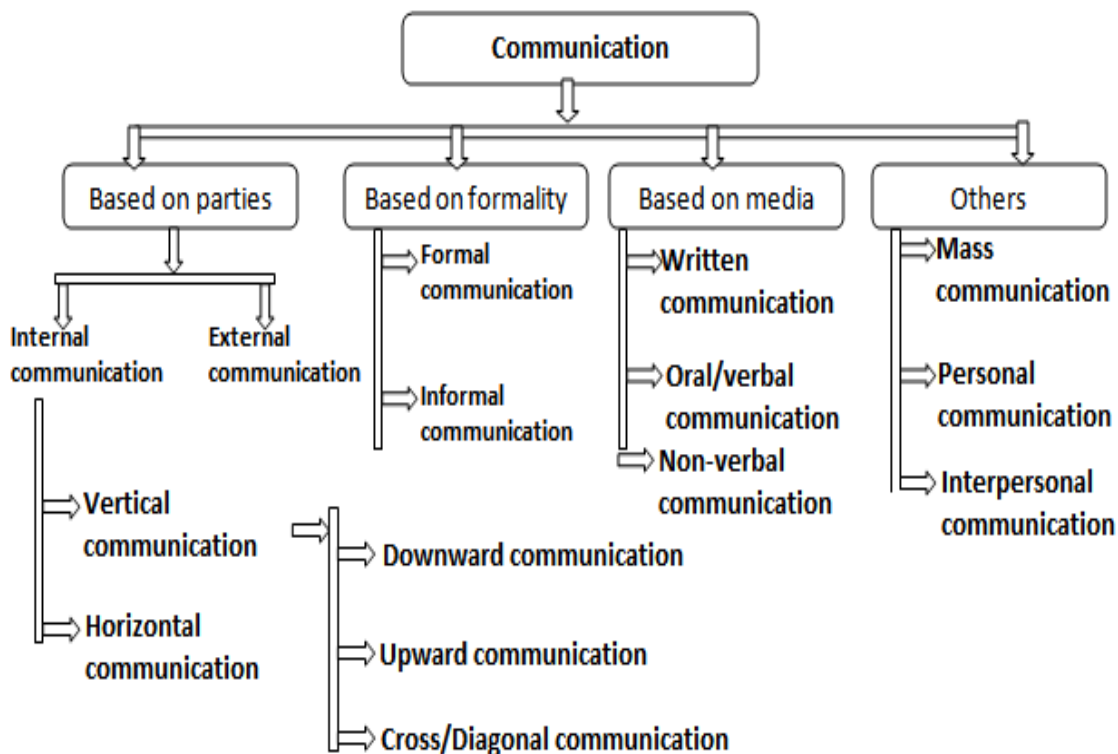 Communication
Based on parties
Based on formality
Based on media
Others
Internal
communication
External
communication
Vertical
communication
Horizontal
communication
Downward communication
Upward communication
Cross/Diagonal communication
Formal
communication
Informal
communication
Written
communication
Oral/verbal
communication
Non-verbal
communication
Mass
communication
Personal
communication
Interpersonal
communication